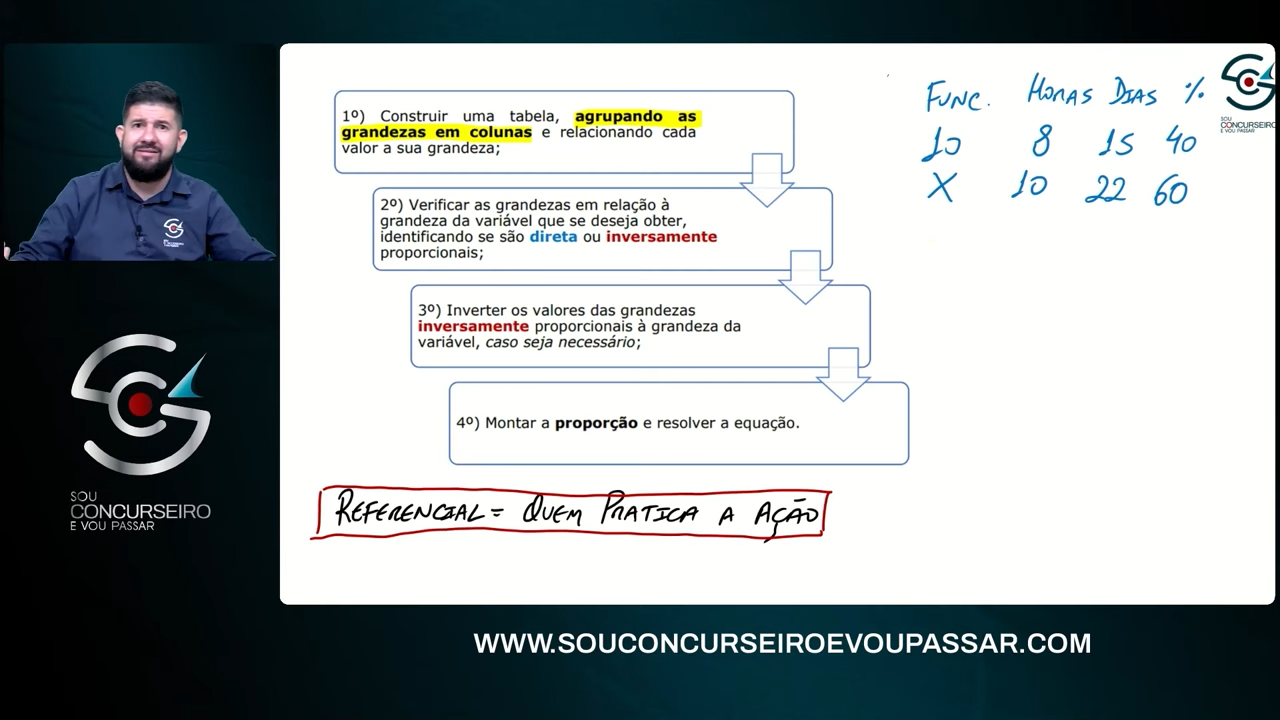 1º) Construir uma tabela, agrupando as
grandezas em colunas e relacionando cada
valor a sua grandeza;
2º) Verificar as grandezas em relação à
grandeza da variável que se deseja obter,
identificando se são direta ou inversamente
proporcionais;
3º) Inverter os valores das grandezas
inversamente proporcionais à grandeza da
variável, caso seja necessário;
4º) Montar a proporção e resolver a equação.
REFERENCIAL = QUEM PRATICA A AÇÃO
FUNC. HORAS DIAS %
10 8 15 40
X 10 22 60
SOU
CONCURSEIRO
E VOU PASSAR
SOU
CONCURSEIRO
E VOU PASSAR
WWW.SOUCONCURSEIROEVOUPASSAR.COM